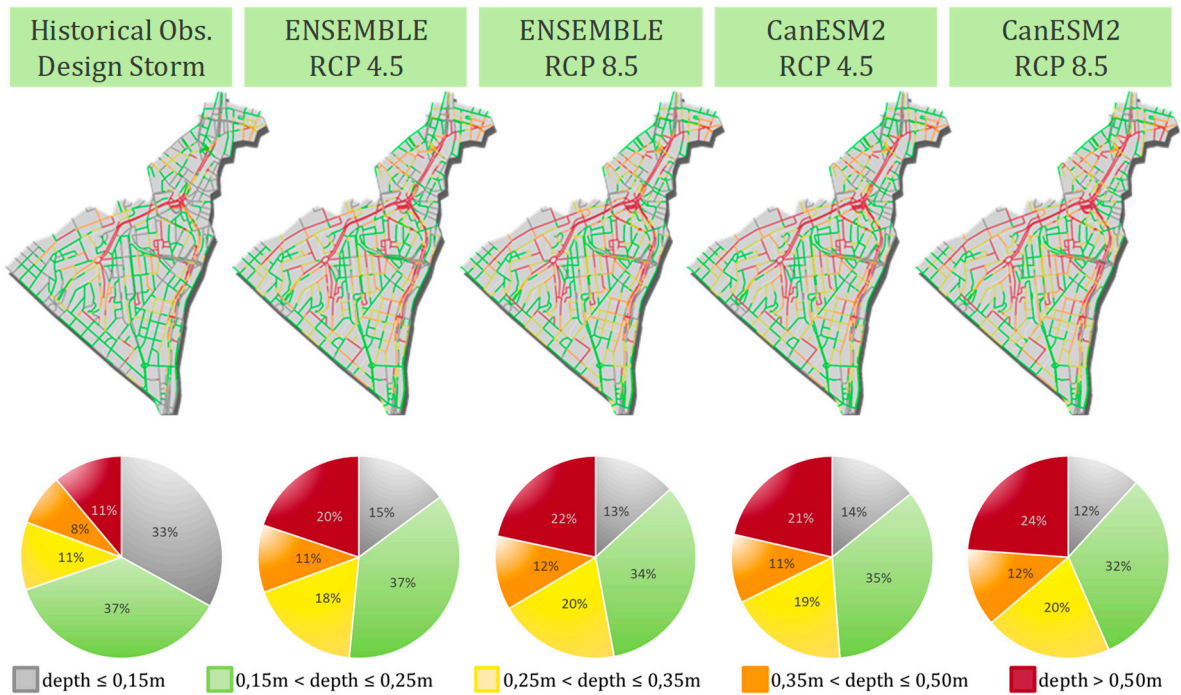 Historical Obs.
Design Storm
ENSEMBLE
RCP 4.5
ENSEMBLE
RCP 8.5
CanESM2
RCP 4.5
CanESM2
RCP 8.5
11%
33%
8%
11%
37%
20%
15%
11%
18%
37%
22%
13%
12%
20%
34%
21%
14%
11%
19%
35%
24%
12%
12%
20%
32%
depth ≤ 0,15m
0,15m < depth ≤ 0,25m
0,25m < depth ≤ 0,35m
0,35m < depth ≤ 0,50m
depth > 0,50m